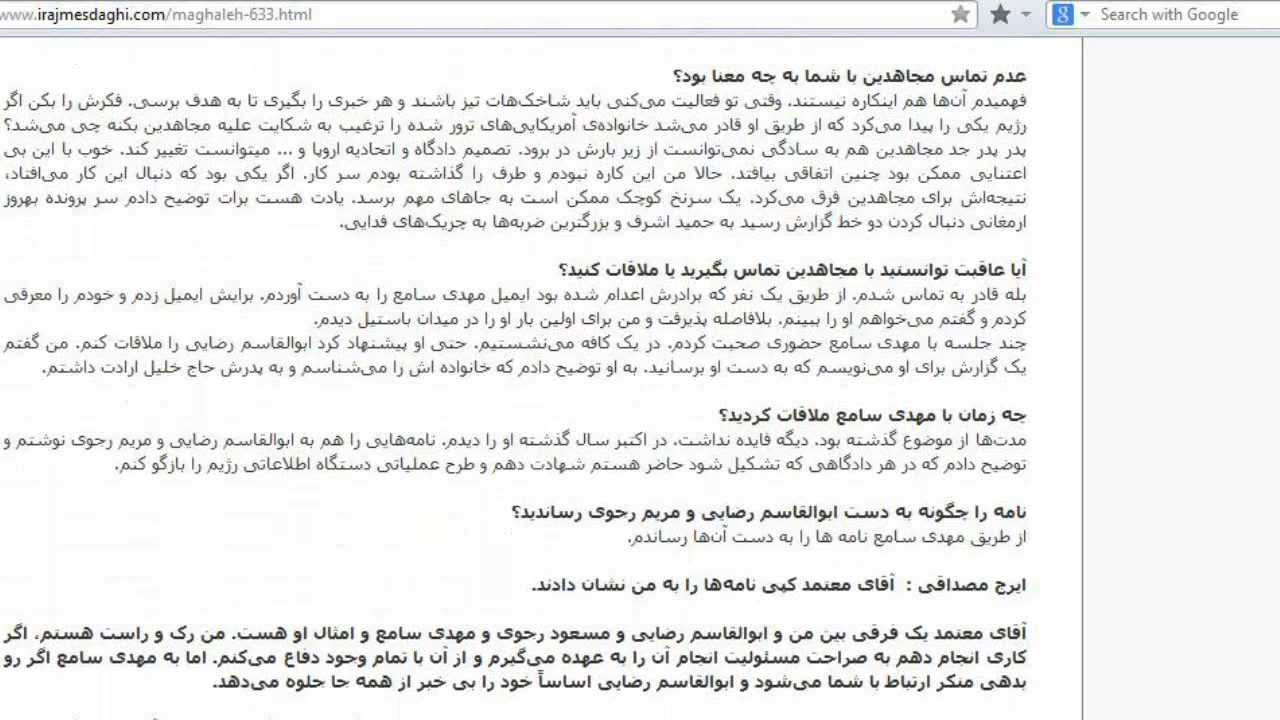 www.irajmesdaghi.com/maghaleh-633.html
Search with Google
عدم تماس مجاهدین با شما به چه معنا بود؟
فهمیدم آن‌ها هم اینکاره نیستند. وقتی تو فعالیت می‌کنی باید شاخک‌هات تیز باشند و هر خبری را بگیری تا به هدف برسی. فکرش را بکن اگر
رژیم یکی را پیدا می‌کرد که از طریق او قادر می‌شد خانواده‌ی آمریکایی‌های ترور شده را ترغیب به شکایت علیه مجاهدین بکنه چی می‌شد؟
پدر پدر جد مجاهدین هم به سادگی نمی‌توانست از زیر بارش در برود. تصمیم دادگاه و اتحادیه اروپا و ... میتوانست تغییر کند. خوب با این بی
اعتنایی ممکن بود چنین اتفاقی بیافتد. حالا من این کاره نبودم و طرف را گذاشته بودم سر کار. اگر یکی بود که دنبال این کار می‌افتاد،
نتیجه‌اش برای مجاهدین فرق می‌کرد. یک سرنخ کوچک ممکن است به جاهای مهم برسد. یادت هست برات توضیح دادم سر پرونده بهروز
ارمغانی دنبال کردن دو خط گزارش رسید به حمید اشرف و بزرگترین ضربه‌ها به چریک‌های فدایی.
آیا عاقبت توانستید با مجاهدین تماس بگیرید یا ملاقات کنید؟
بله قادر به تماس شدم. از طریق یک نفر که برادرش اعدام شده بود ایمیل مهدی سامع را به دست آوردم. برایش ایمیل زدم و خودم را معرفی
کردم و گفتم می‌خواهم او را ببینم. بلافاصله پذیرفت و من برای اولین بار او را در میدان باستیل دیدم.
چند جلسه با مهدی سامع حضوری صحبت کردم. در یک کافه می‌نشستیم. حتی او پیشنهاد کرد ابوالقاسم رضایی را ملاقات کنم. من گفتم
یک گزارش برای او می‌نویسم که به دست او برسانید. به او توضیح دادم که خانواده اش را می‌شناسم و به پدرش حاج خلیل ارادت داشتم.
چه زمان با مهدی سامع ملاقات کردید؟
مدت‌ها از موضوع گذشته بود. دیگه فایده نداشت. در اکتبر سال گذشته او را دیدم. نامه‌هایی را هم به ابوالقاسم رضایی و مریم رجوی نوشتم و
توضیح دادم که در هر دادگاهی که تشکیل شود حاضر هستم شهادت دهم و طرح عملیاتی دستگاه اطلاعاتی رژیم را بازگو کنم.
نامه را چگونه به دست ابوالقاسم رضایی و مریم رجوی رساندید؟
از طریق مهدی سامع نامه ها را به دست آن‌ها رساندم.
ایرج مصداقی : آقای معتمد کپی نامه‌ها را به من نشان دادند.
آقای معتمد یک فرقی بین من و ابوالقاسم رضایی و مسعود رجوی و مهدی سامع و امثال او هست. من رک و راست هستم، اگر
کاری انجام دهم به صراحت مسئولیت انجام آن را به عهده می‌گیرم و از آن با تمام وجود دفاع می‌کنم. اما به مهدی سامع اگر رو
بدهی منکر ارتباط با شما می‌شود و ابوالقاسم رضایی اساساً خود را بی خبر از همه جا جلوه می‌دهد.